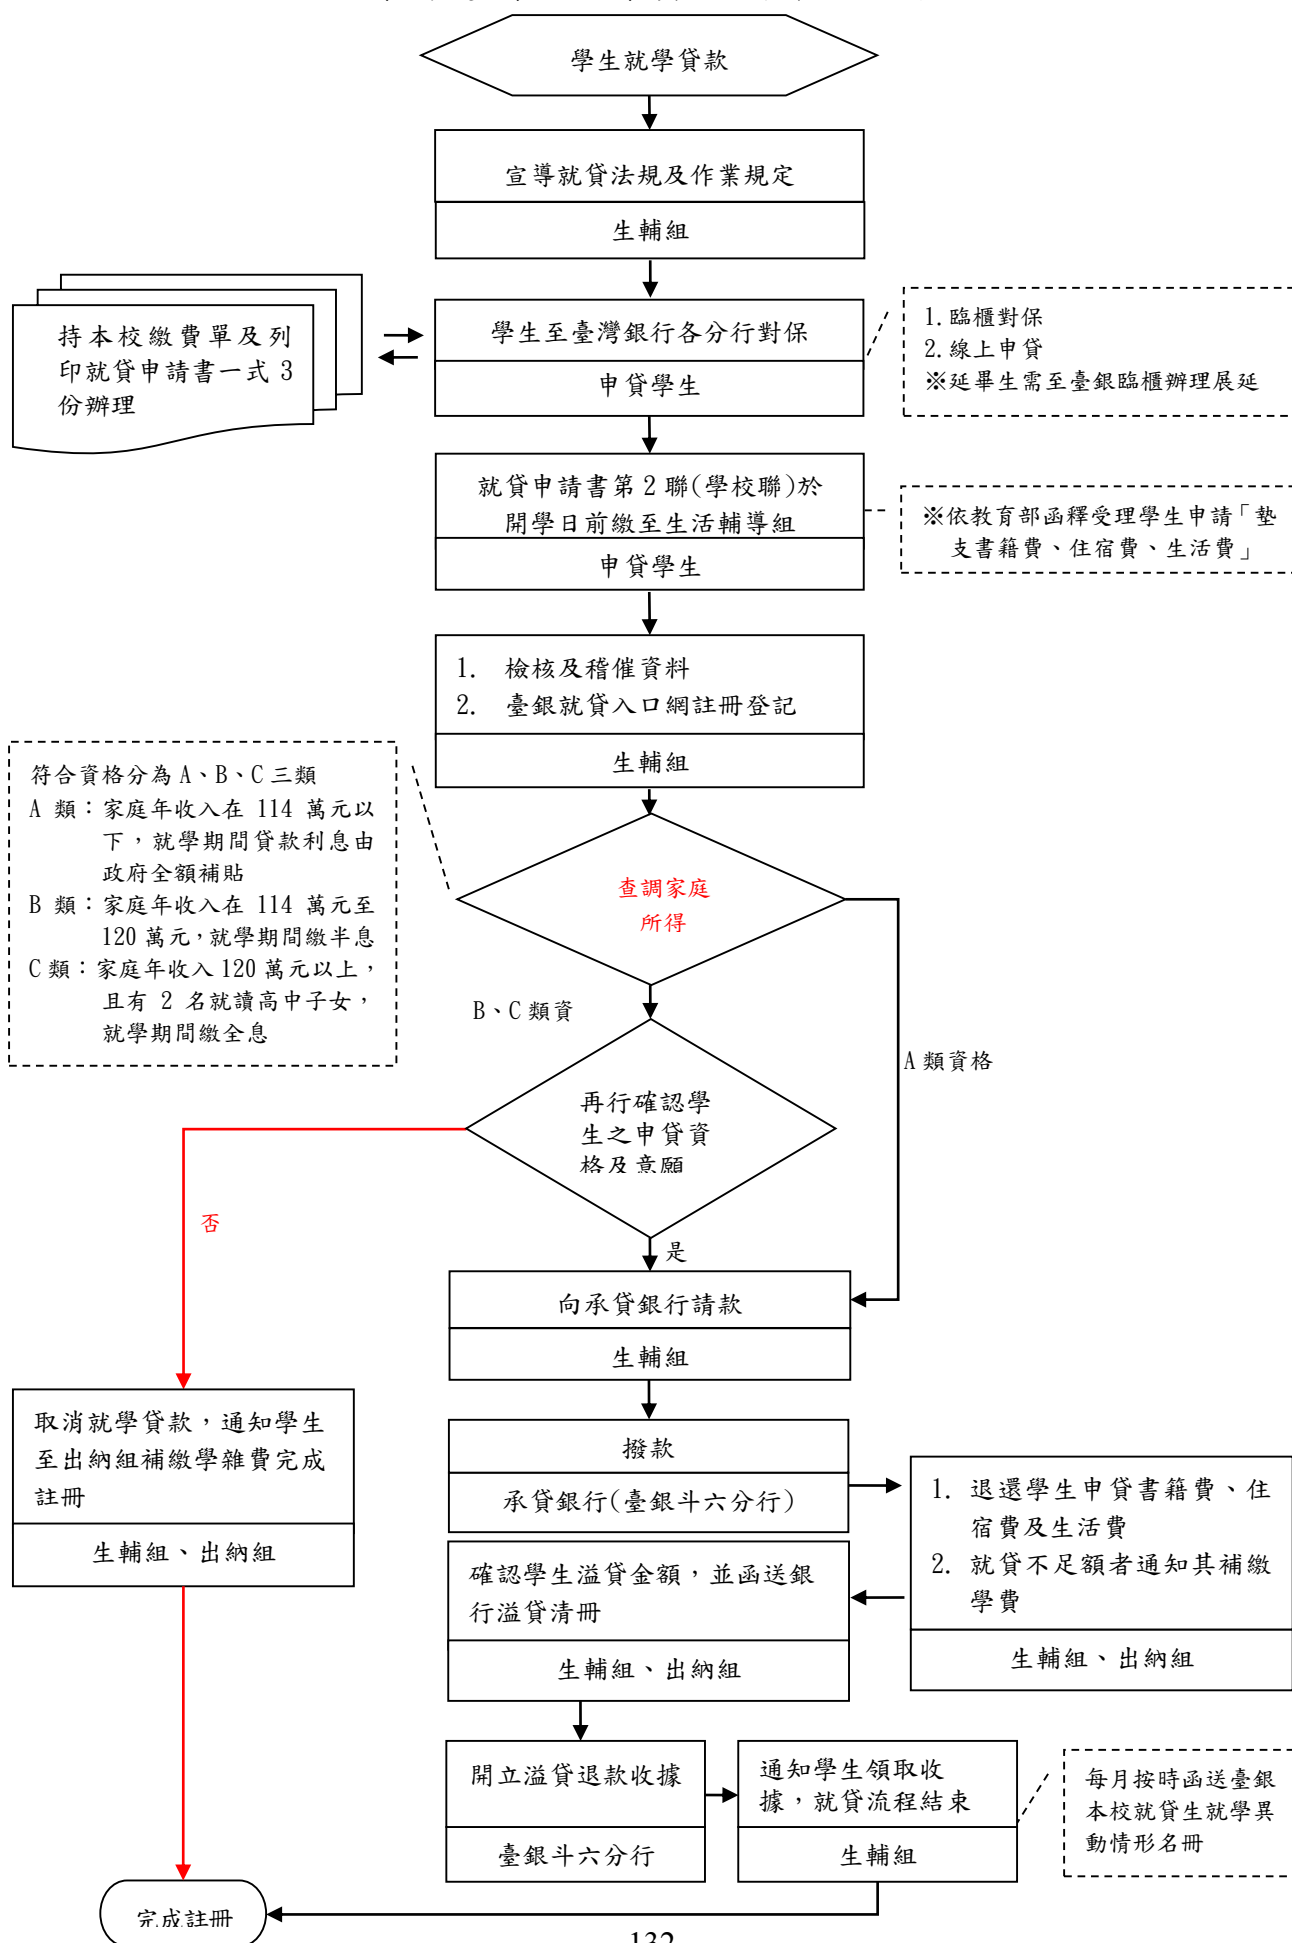 學生就學貸款
宣導就貸法規及作業規定
生輔組
持本校繳費單及列
印就貸申請書一式 3
份辦理
學生至臺灣銀行各分行對保
申貸學生
1.臨櫃對保
2.線上申貸
※延畢生需至臺銀臨櫃辦理展延
就貸申請書第 2 聯(學校聯)於
開學日前繳至生活輔導組
申貸學生
※依教育部函釋受理學生申請「墊
支書籍費、住宿費、生活費」
1. 檢核及稽催資料
2. 臺銀就貸入口網註冊登記
生輔組
符合資格分為 A、B、C 三類
A 類：家庭年收入在 114 萬元以
下，就學期間貸款利息由
政府全額補貼
B 類：家庭年收入在 114 萬元至
120 萬元，就學期間繳半息
C 類：家庭年收入 120 萬元以上，
且有 2 名就讀高中子女，
就學期間繳全息
查調家庭
所得
B、C 類資
A 類資格
再行確認學
生之申貸資
格及意願
否
是
向承貸銀行請款
生輔組
取消就學貸款，通知學生
至出納組補繳學雜費完成
註冊
生輔組、出納組
撥款
承貸銀行(臺銀斗六分行)
1. 退還學生申貸書籍費、住
宿費及生活費
2. 就貸不足額者通知其補繳
學費
生輔組、出納組
確認學生溢貸金額，並函送銀
行溢貸清冊
生輔組、出納組
開立溢貸退款收據
臺銀斗六分行
通知學生領取收
據，就貸流程結束
生輔組
每月按時函送臺銀
本校就貸生就學異
動情形名冊
完成註冊
132